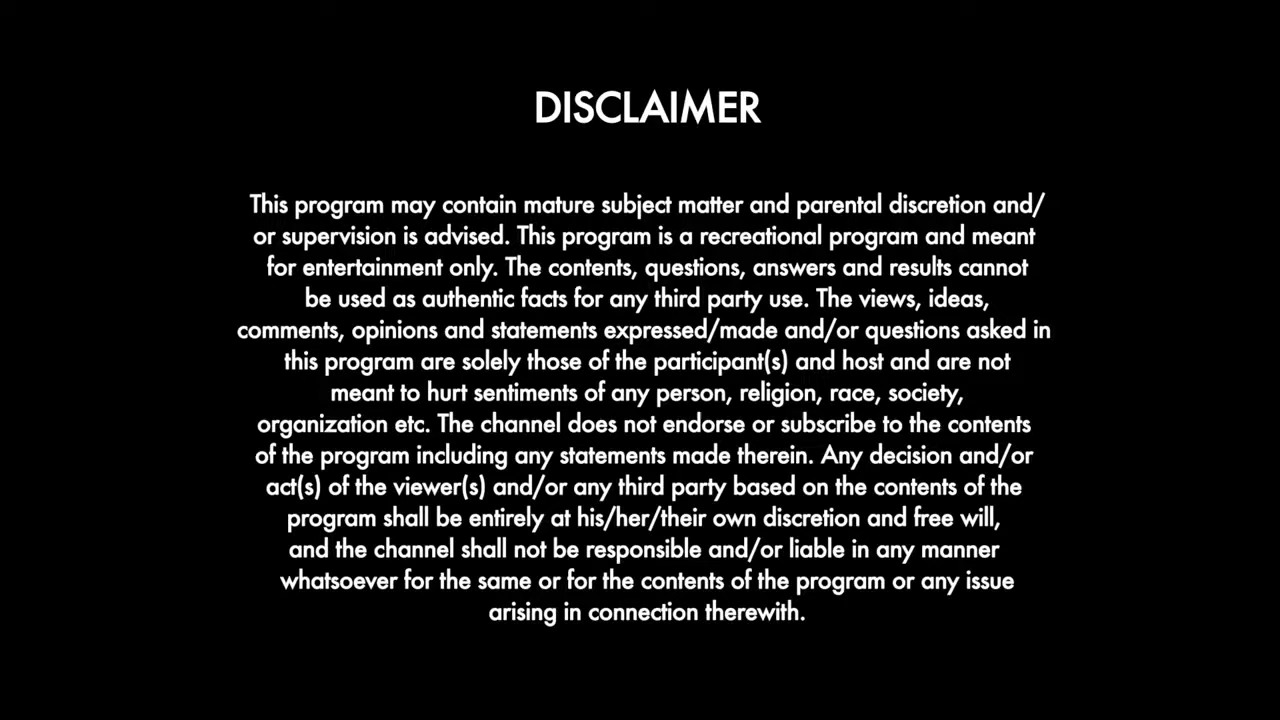 DISCLAIMER
This program may contain mature subject matter and parental discretion and/
or supervision is advised. This program is a recreational program and meant
for entertainment only. The contents, questions, answers and results cannot
be used as authentic facts for any third party use. The views, ideas,
comments, opinions and statements expressed/made and/or questions asked in
this program are solely those of the participant(s) and host and are not
meant to hurt sentiments of any person, religion, race, society,
organization etc. The channel does not endorse or subscribe to the contents
of the program including any statements made therein. Any decision and/or
act(s) of the viewer(s) and/or any third party based on the contents of the
program shall be entirely at his/her/their own discretion and free will,
and the channel shall not be responsible and/or liable in any manner
whatsoever for the same or for the contents of the program or any issue
arising in connection therewith.